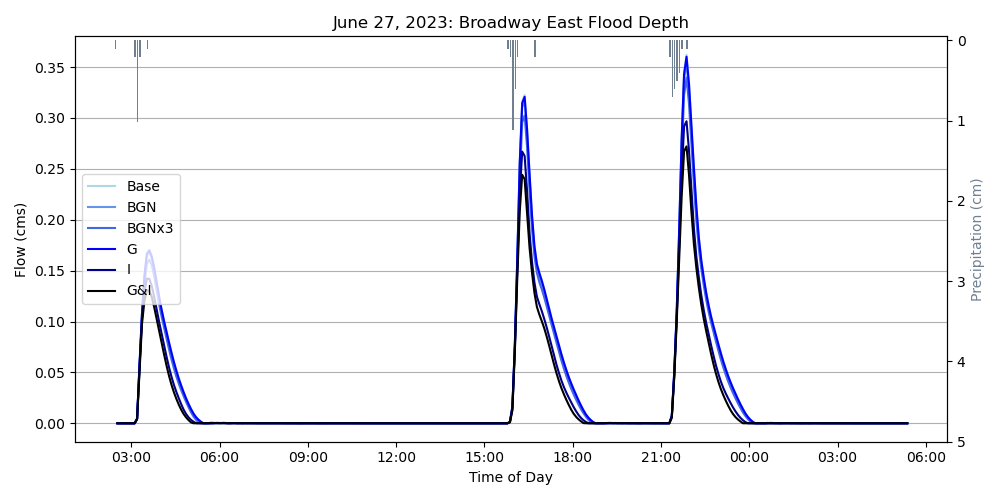 June 27, 2023: Broadway East Flood Depth
0.35
0.30
0.25
0.20
0.15
0.10
0.05
0.00
Flow (cms)
Base
BGN
BGNx3
G
I
G&I
0
1
2
3
4
5
Precipitation (cm)
03:00 06:00 09:00 12:00 15:00 18:00 21:00 00:00 03:00 06:00
Time of Day